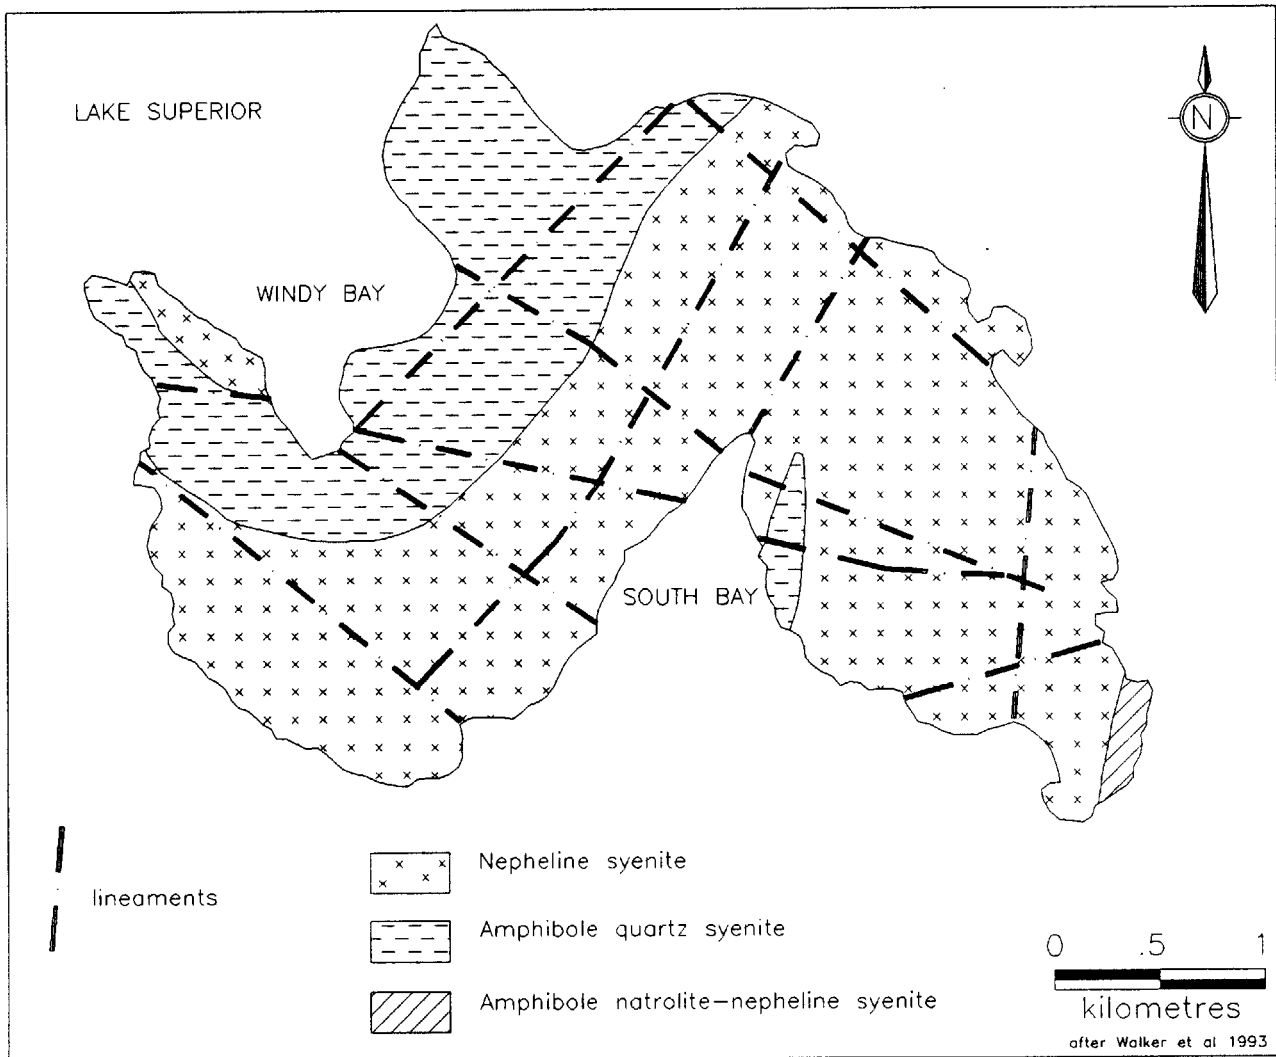 LAKE SUPERIOR
N
WINDY BAY
SOUTH BAY
lineaments
Nepheline syenite
Amphibole quartz syenite
Amphibole natrolite-nepheline syenite
0 .5 1
kilometres
after Walker et al 1993